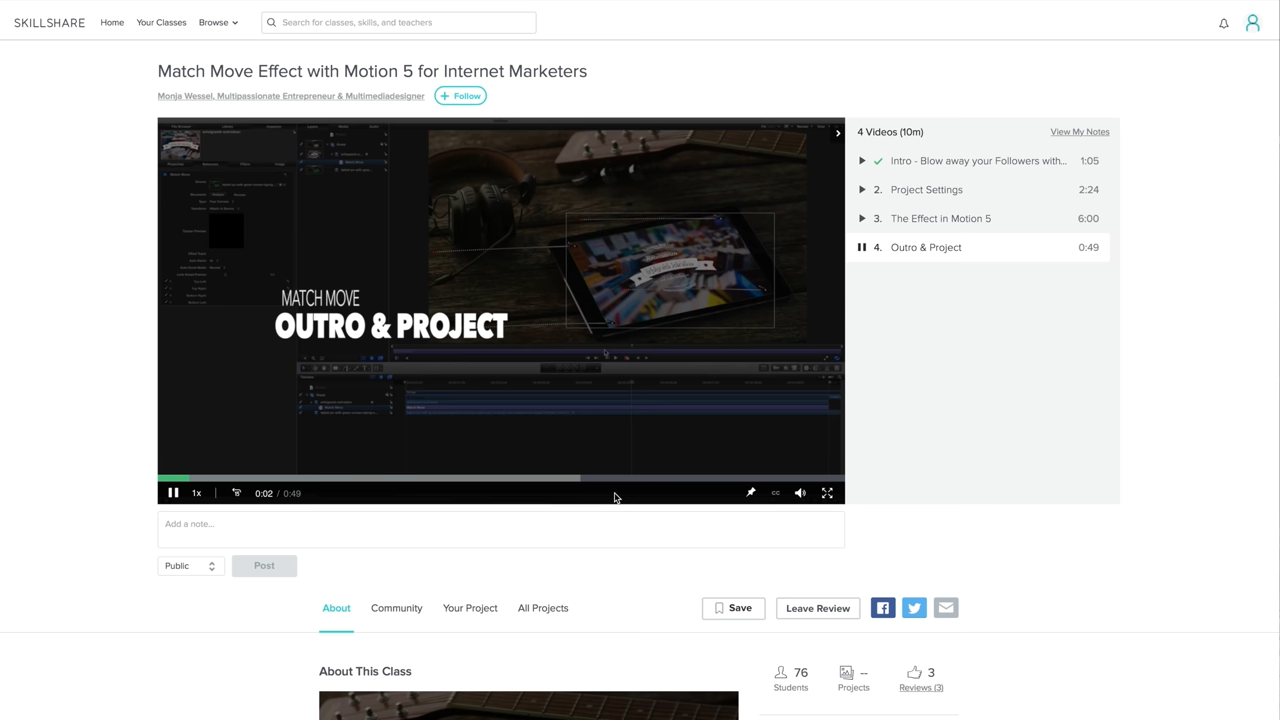 SKILLSHARE Home Your Classes Browse Search for classes, skills, and teachers
Match Move Effect with Motion 5 for Internet Marketers
Monja Wessel, Multipassionate Entrepreneur & Multimediadesigner + Follow
MATCH MOVE
OUTRO & PROJECT
1x 0:02 / 0:49 CC
4 Videos (10m) View My Notes
Intro - Blow away your Followers with... 1:05
2. Project Settings 2:24
3. The Effect in Motion 5 6:00
4. Outro & Project 0:49
Add a note...
Public Post
About Community Your Project All Projects Save Leave Review
About This Class
76 -- 3
Students Projects Reviews (3)